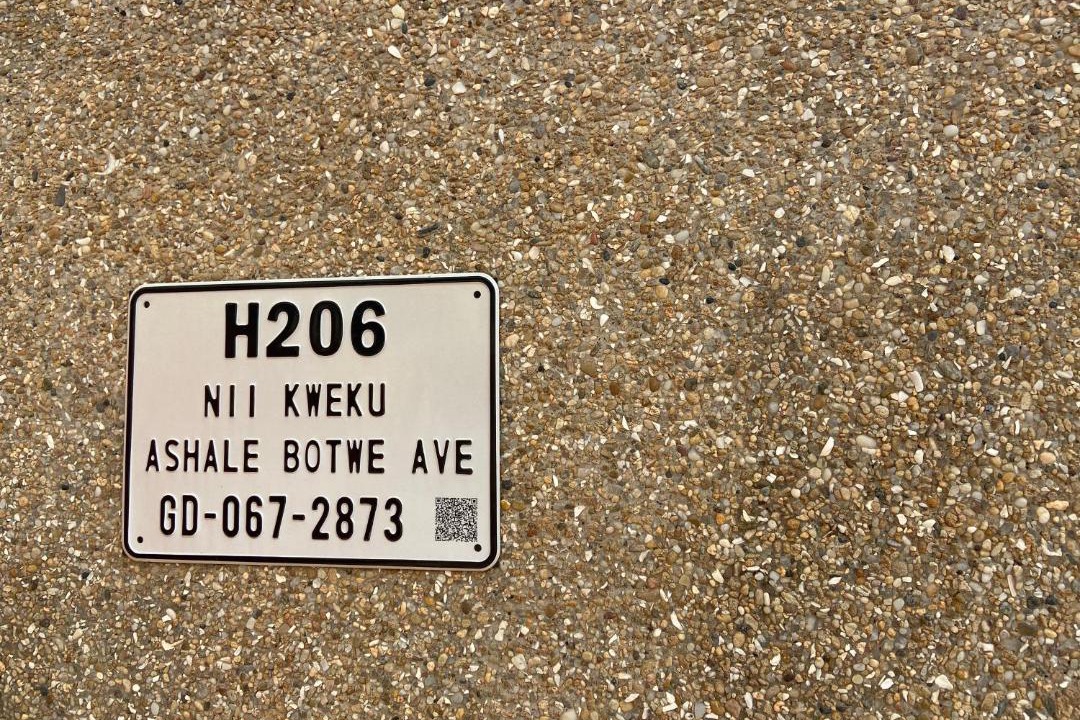 H206
NII KWEKU
ASHALE BOTWE AVE
GD-067-2873